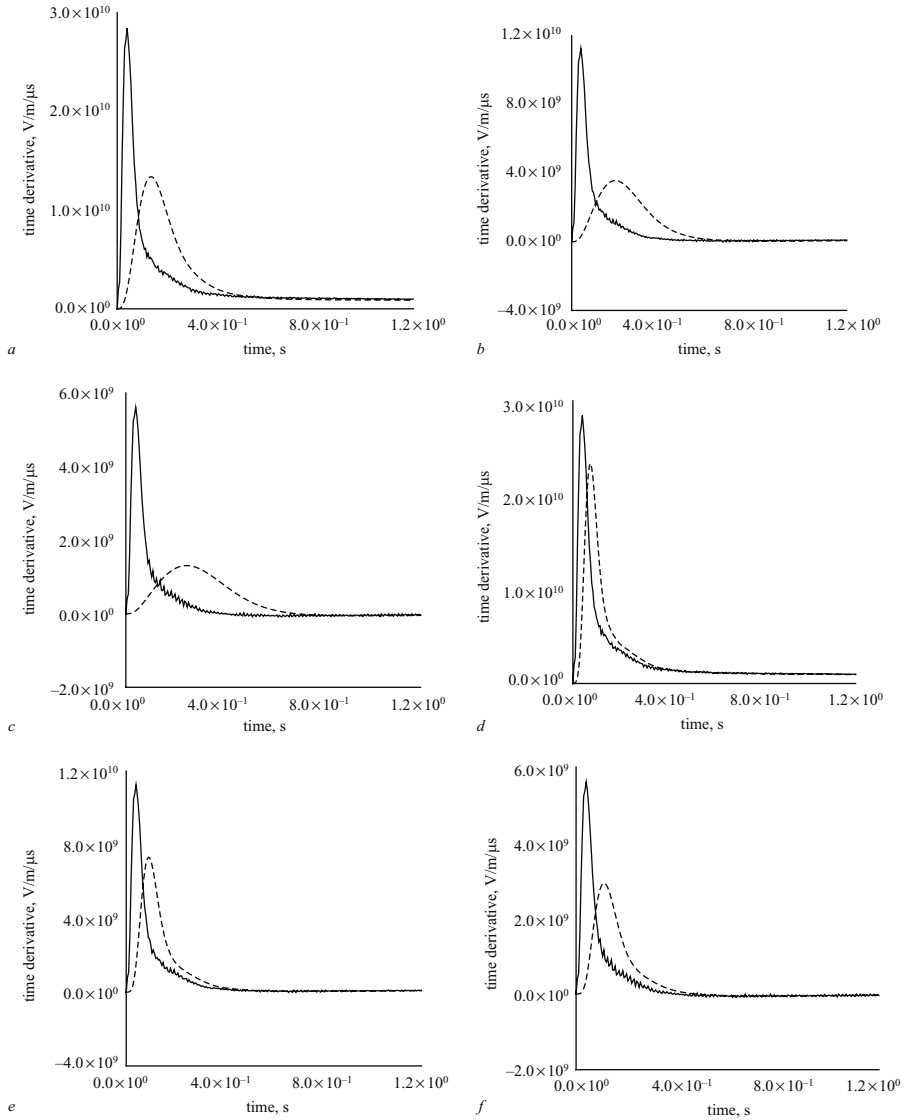 3.0×10¹⁰
2.0×10¹⁰
1.0×10¹⁰
0.0×10⁰
time derivative, V/m/μs
0.0×10⁰ 4.0×10⁻¹ 8.0×10⁻¹ 1.2×10⁰
time, s
a
1.2×10¹⁰
8.0×10⁹
4.0×10⁹
0.0×10⁰
−4.0×10⁹
time derivative, V/m/μs
0.0×10⁰ 4.0×10⁻¹ 8.0×10⁻¹ 1.2×10⁰
time, s
b
6.0×10⁹
4.0×10⁹
2.0×10⁹
0.0×10⁰
−2.0×10⁹
time derivative, V/m/μs
0.0×10⁰ 4.0×10⁻¹ 8.0×10⁻¹ 1.2×10⁰
time, s
c
3.0×10¹⁰
2.0×10¹⁰
1.0×10¹⁰
0.0×10⁰
time derivative, V/m/μs
0.0×10⁰ 4.0×10⁻¹ 8.0×10⁻¹ 1.2×10⁰
time, s
d
1.2×10¹⁰
8.0×10⁹
4.0×10⁹
0.0×10⁰
−4.0×10⁹
time derivative, V/m/μs
0.0×10⁰ 4.0×10⁻¹ 8.0×10⁻¹ 1.2×10⁰
time, s
e
6.0×10⁹
4.0×10⁹
2.0×10⁹
0.0×10⁰
−2.0×10⁹
time derivative, V/m/μs
0.0×10⁰ 4.0×10⁻¹ 8.0×10⁻¹ 1.2×10⁰
time, s
f